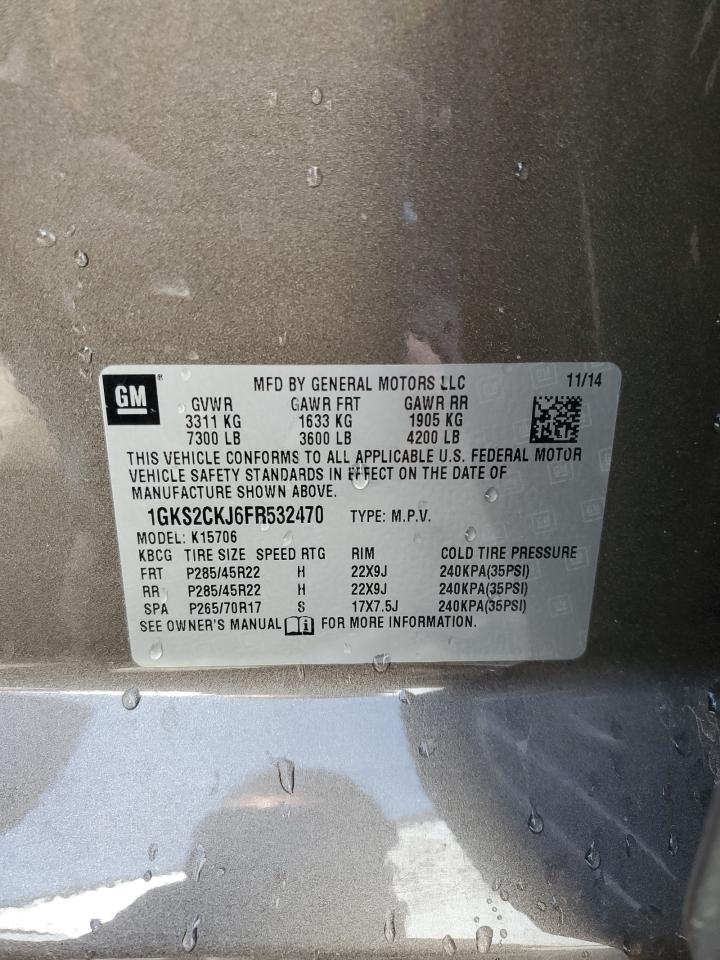 GM ® MFD BY GENERAL MOTORS LLC 11/14
GVWR GAWR FRT GAWR RR
3311 KG 1633 KG 1905 KG
7300 LB 3600 LB 4200 LB
THIS VEHICLE CONFORMS TO ALL APPLICABLE U.S. FEDERAL MOTOR
VEHICLE SAFETY STANDARDS IN EFFECT ON THE DATE OF
MANUFACTURE SHOWN ABOVE.
1GKS2CKJ6FR532470 TYPE: M.P.V.
MODEL: K15706
KBCG TIRE SIZE SPEED RTG RIM COLD TIRE PRESSURE
FRT P285/45R22 H 22X9J 240KPA(35PSI)
RR P285/45R22 H 22X9J 240KPA(35PSI)
SPA P265/70R17 S 17X7.5J 240KPA(35PSI)
SEE OWNER'S MANUAL i FOR MORE INFORMATION.